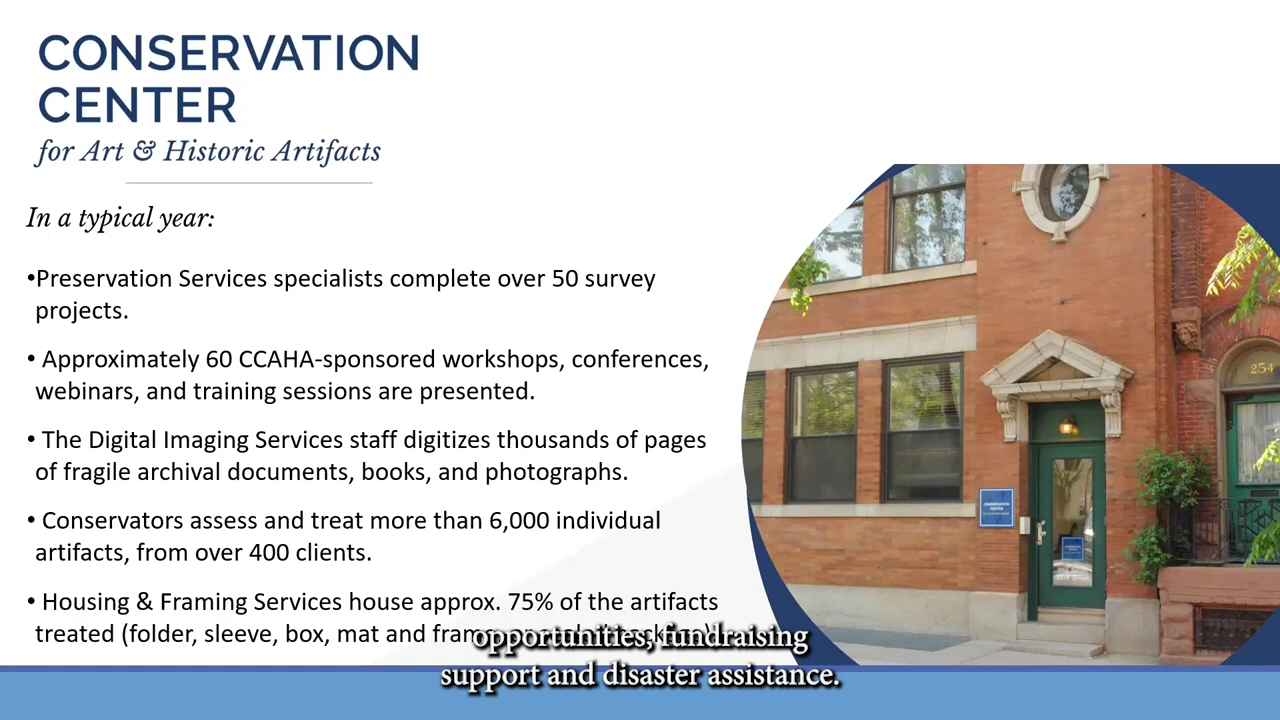 CONSERVATION
CENTER
for Art & Historic Artifacts
In a typical year:
•Preservation Services specialists complete over 50 survey
projects.
• Approximately 60 CCAHA-sponsored workshops, conferences,
webinars, and training sessions are presented.
• The Digital Imaging Services staff digitizes thousands of pages
of fragile archival documents, books, and photographs.
• Conservators assess and treat more than 6,000 individual
artifacts, from over 400 clients.
• Housing & Framing Services house approx. 75% of the artifacts
treated (folder, sleeve, box, mat and
opportunities, fundraising
support and disaster assistance.
254
CONSERVATION
CENTER